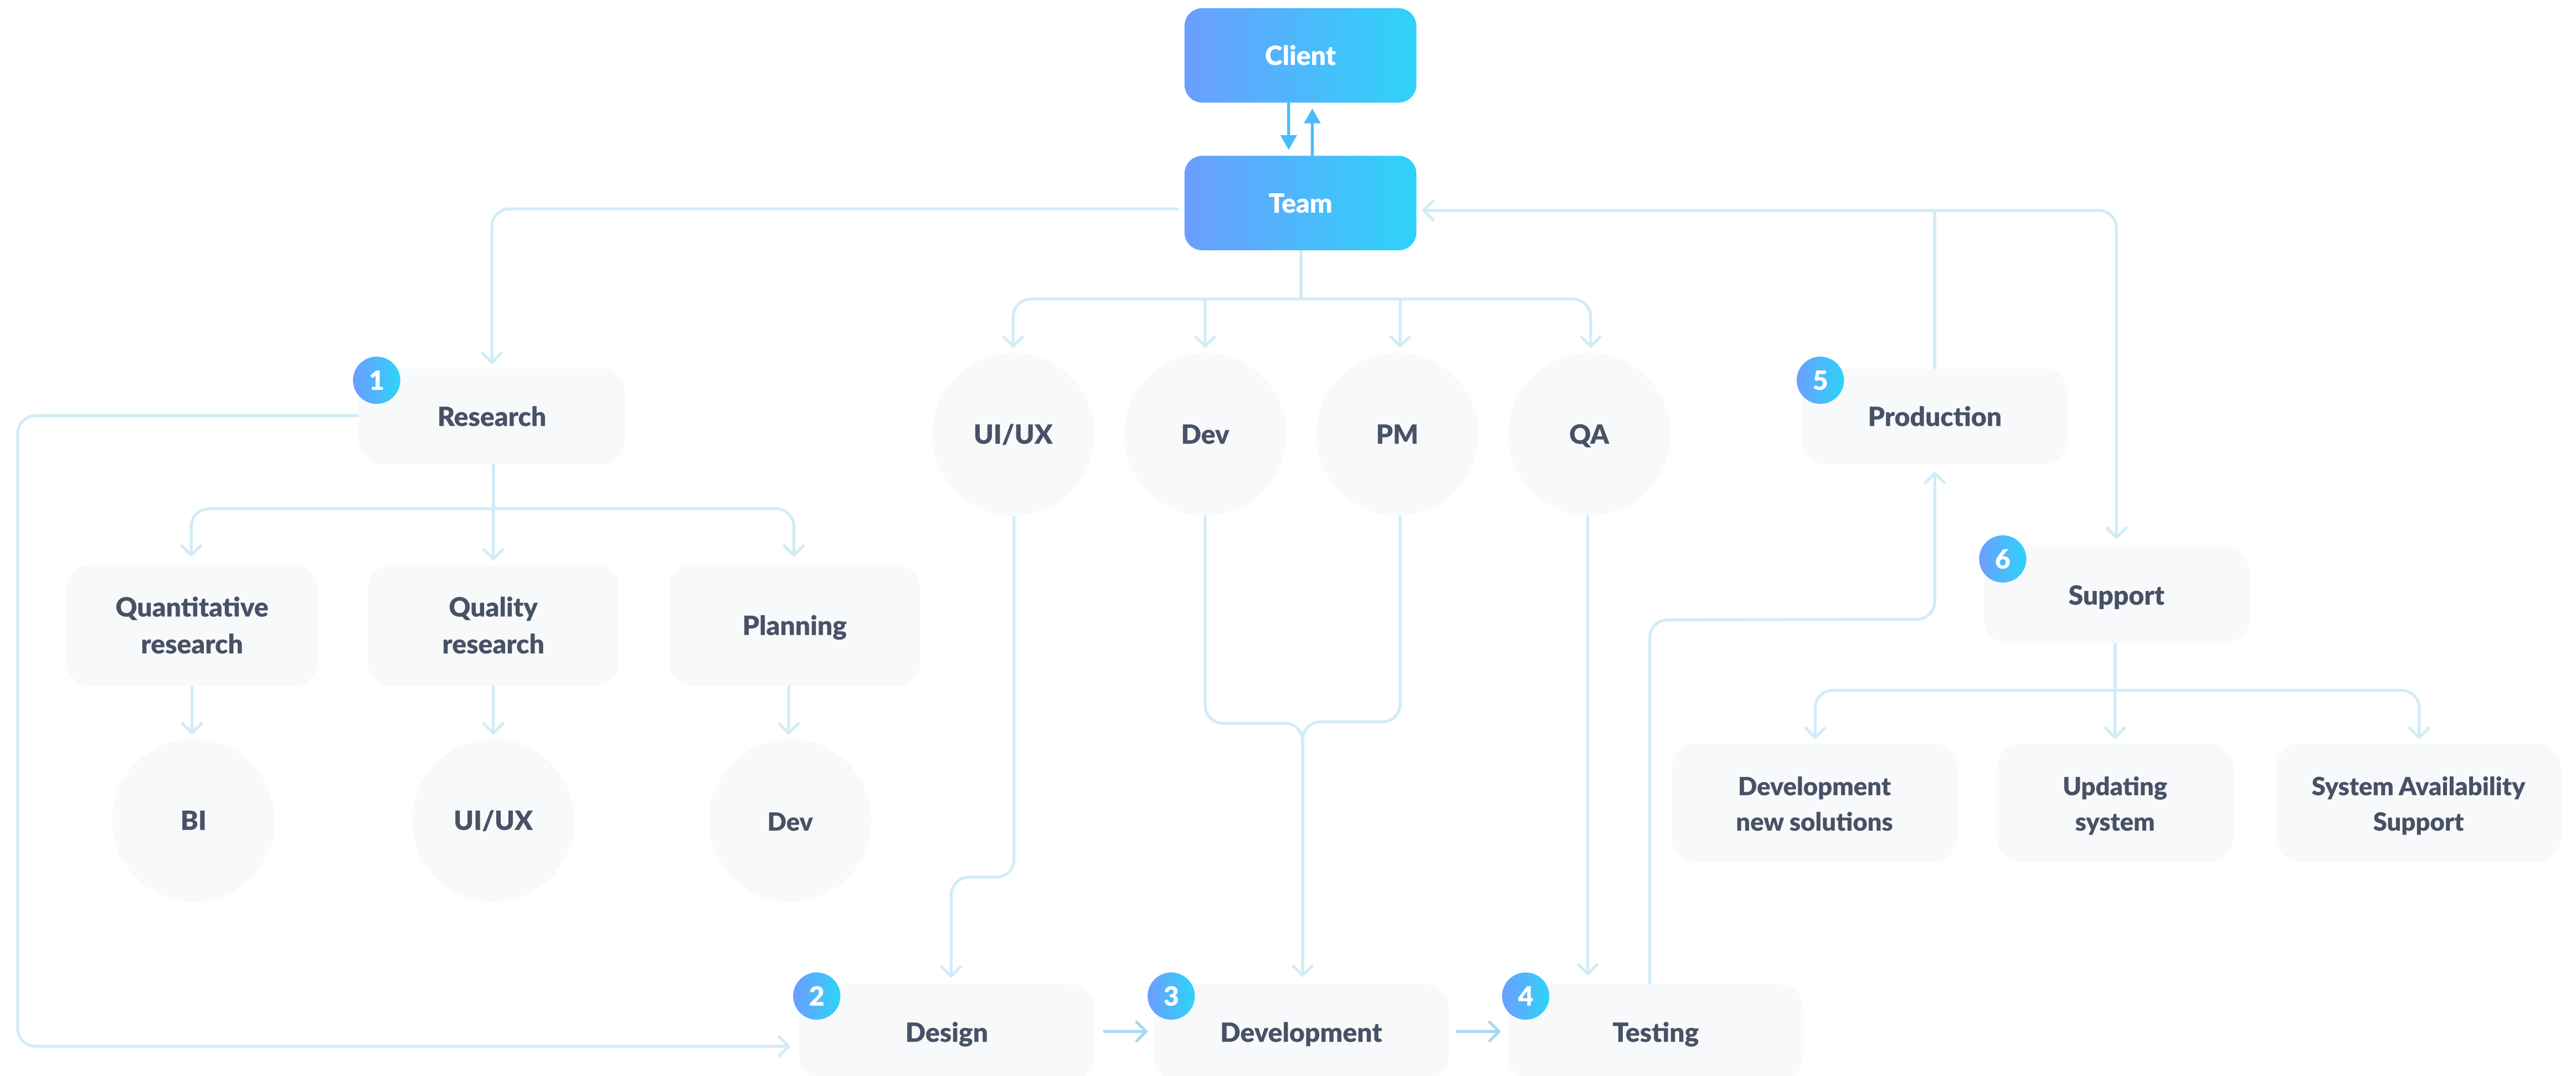 Client
Team
1
Research
UI/UX
Dev
PM
QA
5
Production
6
Support
Quantitative
research
Quality
research
Planning
BI
UI/UX
Dev
Development
new solutions
Updating
system
System Availability
Support
2
Design
3
Development
4
Testing